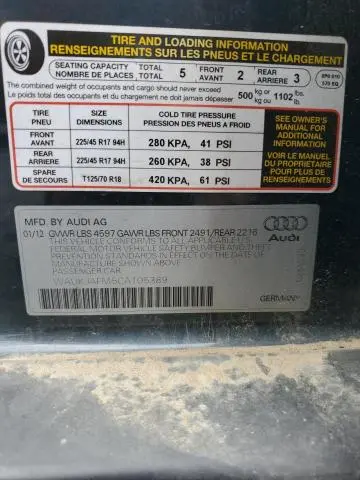 TIRE AND LOADING INFORMATION
RENSEIGNEMENTS SUR LES PNEUS ET LE CHARGEMENT
SEATING CAPACITY TOTAL 5 FRONT 2 REAR 3
NOMBRE DE PLACES TOTAL AVANT ARRIERE
The combined weight of occupants and cargo should never exceed 500 kg or 1102 lbs.
Le poids total des occupants et du chargement ne doit jamais dépasser kg ou lb.
TIRE SIZE COLD TIRE PRESSURE
PNEU DIMENSIONS PRESSION DES PNEUS A FROID
FRONT
AVANT 225/45 R17 94H 280 KPA, 41 PSI
REAR
ARRIERE 225/45 R17 94H 260 KPA, 38 PSI
SPARE
DE SECOURS T125/70 R18 420 KPA, 61 PSI
SEE OWNER'S
MANUAL FOR
ADDITIONAL
INFORMATION
VOIR LE MANUEL
DU PROPRIETAIRE
POUR PLUS DE
RENSEIGNEMENTS
MFD. BY AUDI AG
01/12 GVWR LBS 4597 GAWR LBS FRONT 2491/REAR 2216
THIS VEHICLE CONFORMS TO ALL APPLICABLE
FEDERAL MOTOR VEHICLE SAFETY, BUMPER AND THEFT
PREVENTION STANDARDS IN EFFECT ON THE DATE
OF MANUFACTURE SHOWN ABOVE
PASSENGER CAR
Audi
GERMANY